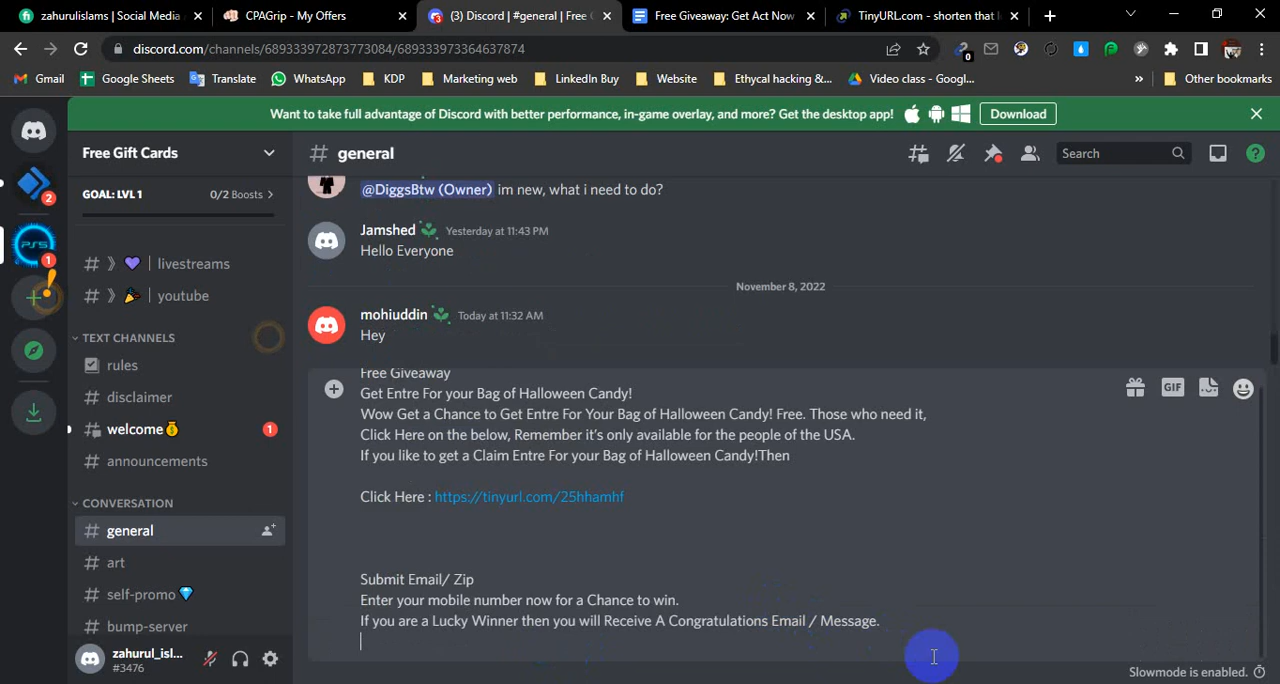 zahurulislams | Social Media
CPAGrip - My Offers
(3) Discord | #general | Free G
Free Giveaway: Get Act Now
TinyURL.com - shorten that l
discord.com/channels/689333972873773084/689333973364637874
0
Gmail
Google Sheets
Translate
WhatsApp
KDP
Marketing web
LinkedIn Buy
Website
Ethycal hacking &...
Video class - Googl...
»
Other bookmarks
Want to take full advantage of Discord with better performance, in-game overlay, and more? Get the desktop app!
Download
Free Gift Cards
# general
Search
GOAL: LVL 1
0/2 Boosts >
@DiggsBtw (Owner) im new, what i need to do?
2
PS5
1
Jamshed Yesterday at 11:43 PM
Hello Everyone
# 》 💜 | livestreams
# 》 🎉 | youtube
November 8, 2022
mohiuddin Today at 11:32 AM
Hey
TEXT CHANNELS
rules
# disclaimer
# welcome💰 1
# announcements
CONVERSATION
# general
# art
# self-promo💎
# bump-server
Free Giveaway
Get Entre For your Bag of Halloween Candy!
Wow Get a Chance to Get Entre For Your Bag of Halloween Candy! Free. Those who need it,
Click Here on the below, Remember it's only available for the people of the USA.
If you like to get a Claim Entre For your Bag of Halloween Candy!Then
Click Here : https://tinyurl.com/25hhamhf
GIF
Submit Email/ Zip
Enter your mobile number now for a Chance to win.
If you are a Lucky Winner then you will Receive A Congratulations Email / Message.
zahurul_isl...
#3476
Slowmode is enabled.